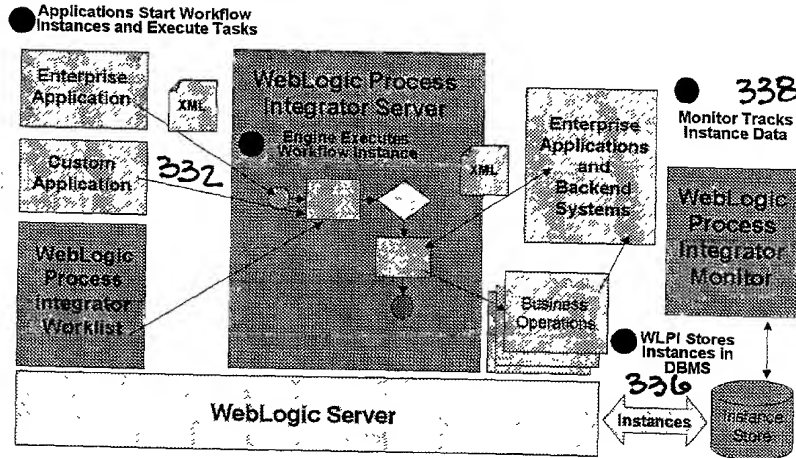 Applications Start Workflow
Instances and Execute Tasks
Enterprise
Application
XML
Custom
Application
332
WebLogic
Process
Integrator
Worklist
WebLogic Process
Integrator Server
Engine Executes
Workflow Instance
XML
Enterprise
Applications
and
Backend
Systems
Business
Operations
338
Monitor Tracks
Instance Data
WebLogic
Process
Integrator
Monitor
WLPI Stores
Instances in
DBMS
336
WebLogic Server
Instances
Instance
Store